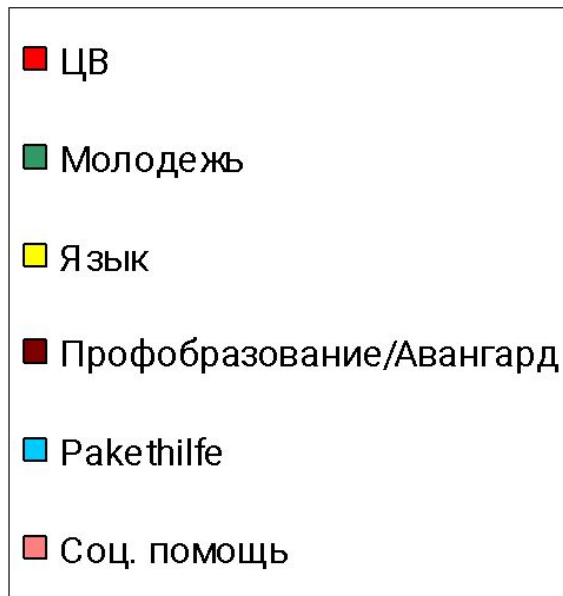 ЦВ
Молодежь
Язык
Профобразование/Авангард
Pakethilfe
Соц. помощь